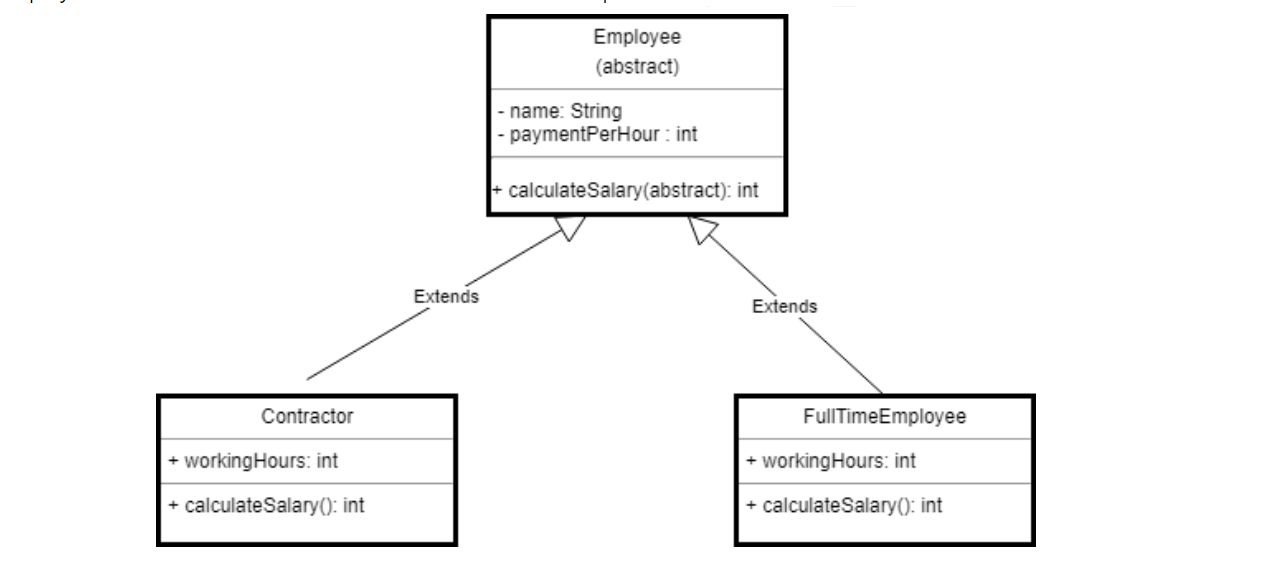 Employee
(abstract)
- name: String
- paymentPerHour : int
+ calculateSalary(abstract): int
Extends
Extends
Contractor
+ workingHours: int
+ calculateSalary(): int
FullTimeEmployee
+ workingHours: int
+ calculateSalary(): int